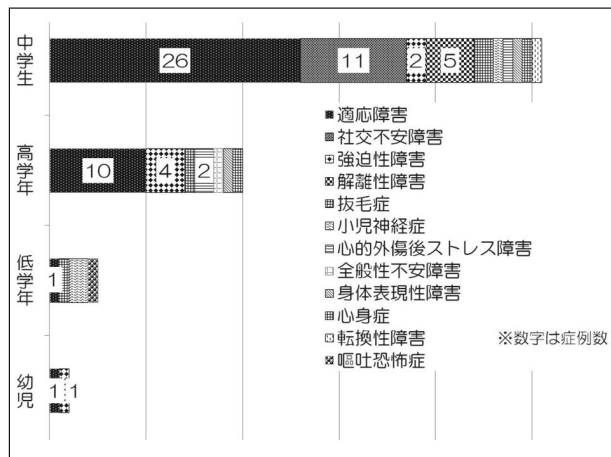 中学生
26
11
2
5
高学年
10
4
2
低学年
1
幼児
1
1
適応障害
社交不安障害
強迫性障害
解離性障害
抜毛症
小児神経症
心的外傷後ストレス障害
全般性不安障害
身体表現性障害
心身症
転換性障害
嘔吐恐怖症
※数字は症例数